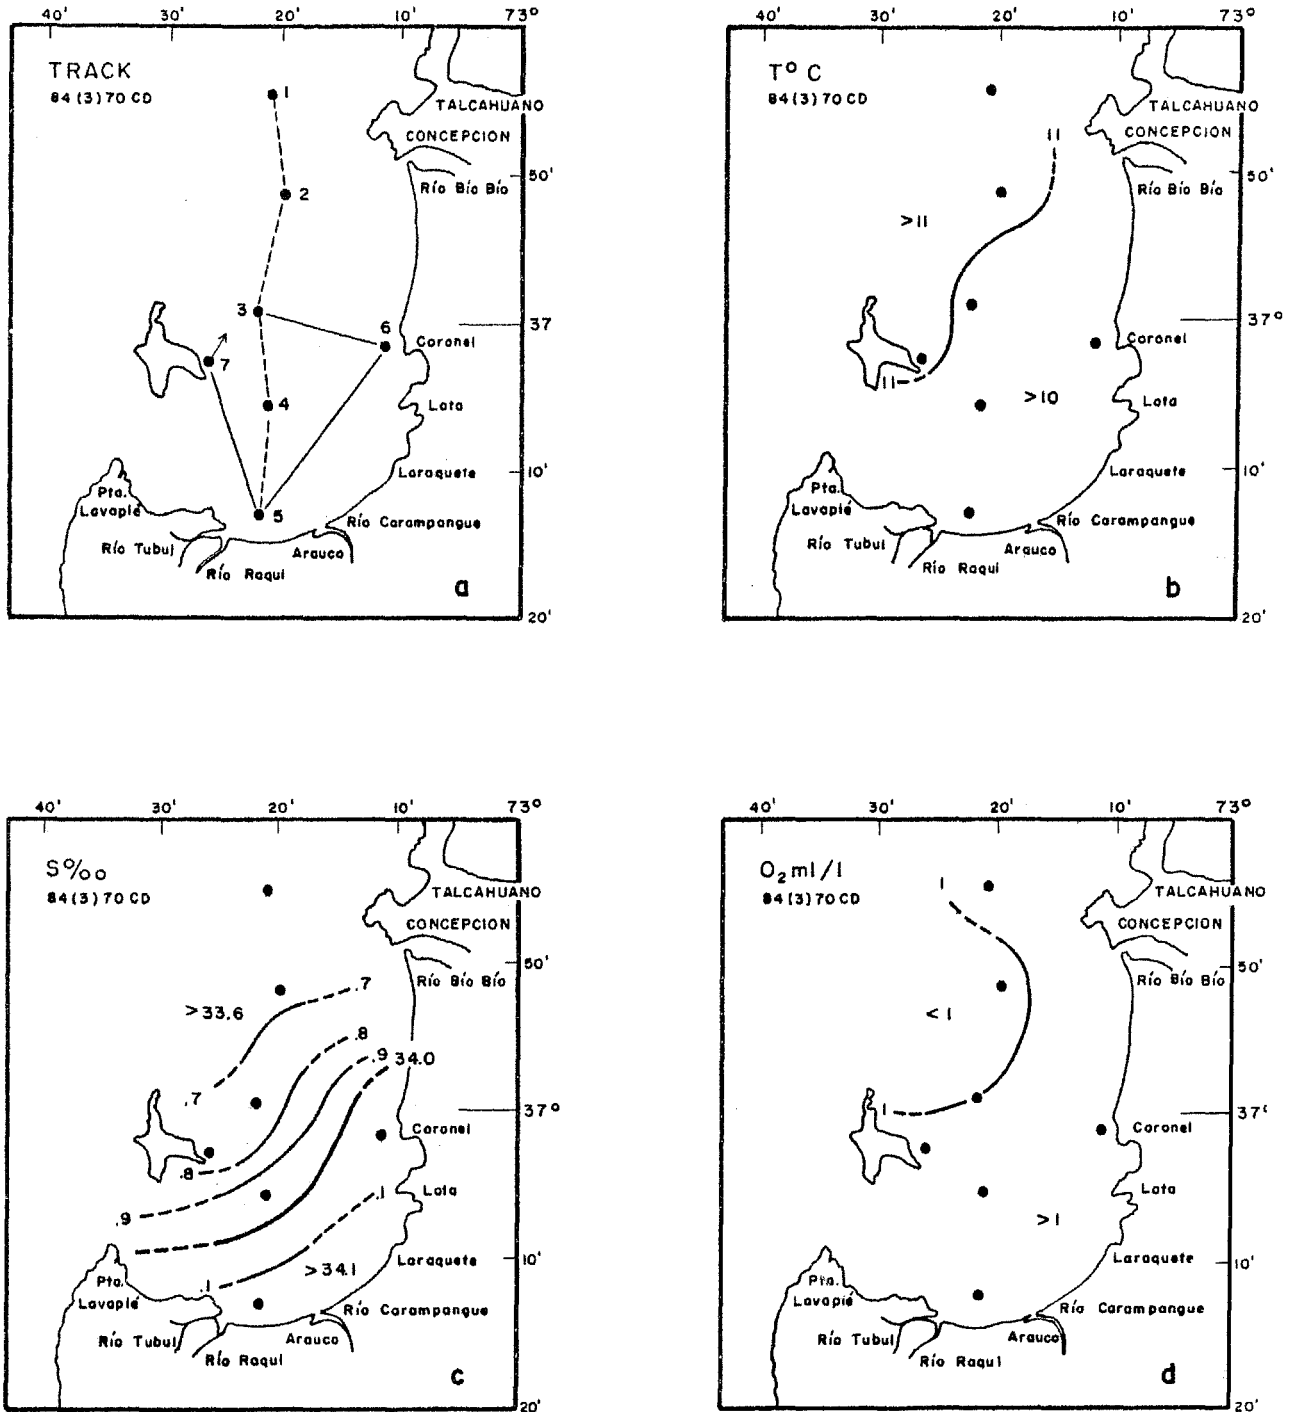 40' 30' 20' 10' 73°
TRACK
84(3)70 CD
1
TALCAHUANO
CONCEPCION
50'
2
Río Bío Bío
3
6
37
Coronel
7
4
Lota
Laraquete
10'
Pta.
Lavapié
5
Río Carampangue
Río Tubul
Arauco
Río Raqui
a
20'
40' 30' 20' 10' 73°
T° C
84(3)70 CD
TALCAHUANO
11
CONCEPCION
50'
Río Bío Bío
>11
37°
Coronel
11
>10
Lota
Laraquete
10'
Pta.
Lavapié
Río Carampangue
Río Tubul
Arauco
Río Raqui
b
20'
40' 30' 20' 10' 73°
S‰
84(3)70 CD
TALCAHUANO
CONCEPCION
50'
Río Bío Bío
.7
>33.6
.8
.9 34.0
.7
37°
Coronel
.8
.1
Lota
.9
Laraquete
10'
>34.1
Pta.
Lavapié
.1
Río Carampangue
Río Tubul
Arauco
Río Raqui
c
20'
40' 30' 20' 10' 73°
O₂ ml/l
84(3)70 CD
1
TALCAHUANO
CONCEPCION
50'
Río Bío Bío
<1
1
37°
Coronel
Lota
>1
Laraquete
10'
Pta.
Lavapié
Río Carampangue
Río Tubul
Arauco
Río Raqui
d
20'